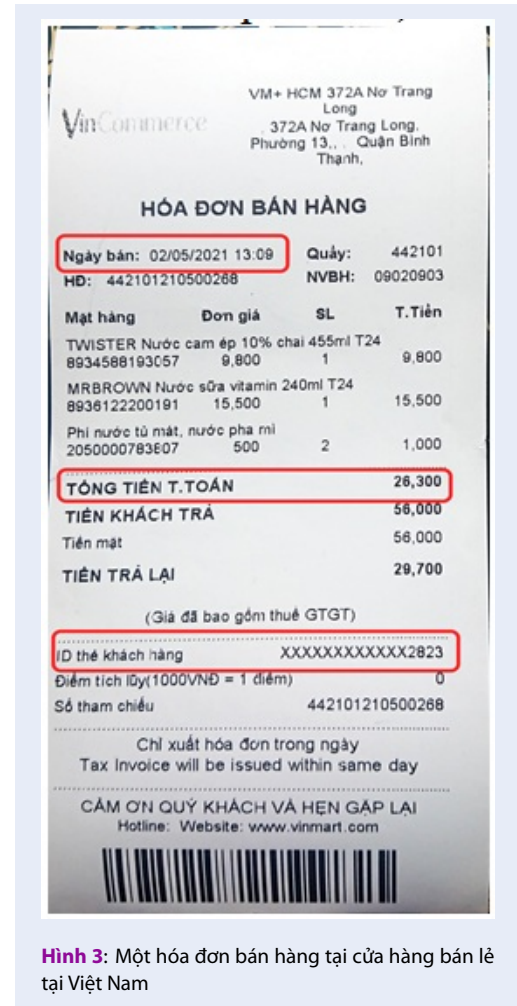 VinCommerce
VM+ HCM 372A Nơ Trang
Long
372A Nơ Trang Long,
Phường 13,. . Quận Bình
Thạnh,
HÓA ĐƠN BÁN HÀNG
Ngày bán: 02/05/2021 13:09 Quầy: 442101
HĐ: 442101210500268 NVBH: 09020903
Mặt hàng Đơn giá SL T.Tiền
TWISTER Nước cam ép 10% chai 455ml T24
8934588193057 9,800 1 9,800
MRBROWN Nước sữa vitamin 240ml T24
8936122200191 15,500 1 15,500
Phí nước tủ mát, nước pha mì
2050000783807 500 2 1,000
TỔNG TIỀN T.TOÁN 26,300
TIỀN KHÁCH TRẢ 56,000
Tiền mặt 56,000
TIỀN TRẢ LẠI 29,700
(Giá đã bao gồm thuế GTGT)
ID thẻ khách hàng XXXXXXXXXXXX2823
Điểm tích lũy(1000VNĐ = 1 điểm) 0
Số tham chiếu 442101210500268
Chỉ xuất hóa đơn trong ngày
Tax Invoice will be issued within same day
CẢM ƠN QUÝ KHÁCH VÀ HẸN GẶP LẠI
Hotline: Website: www.vinmart.com
Hình 3: Một hóa đơn bán hàng tại cửa hàng bán lẻ
tại Việt Nam